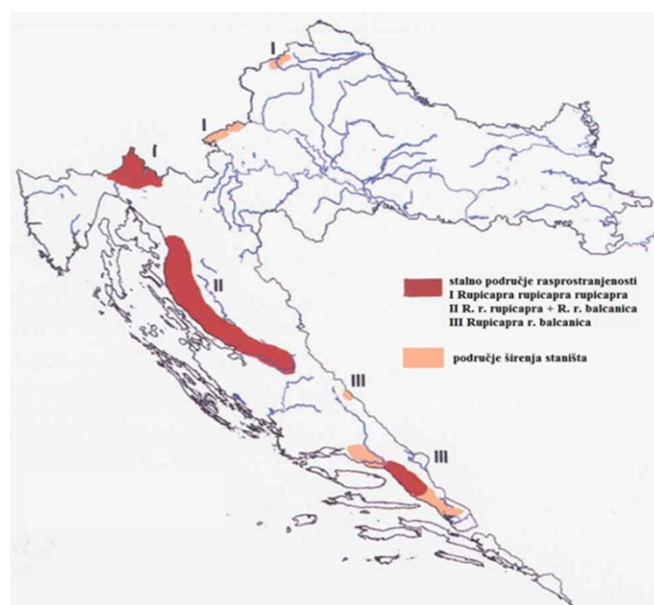 I
I
I
II
stalno područje rasprostranjenosti
I Rupicapra rupicapra rupicapra
II R. r. rupicapra + R. r. balcanica
III Rupicapra r. balcanica
područje širenja staništa
III
III